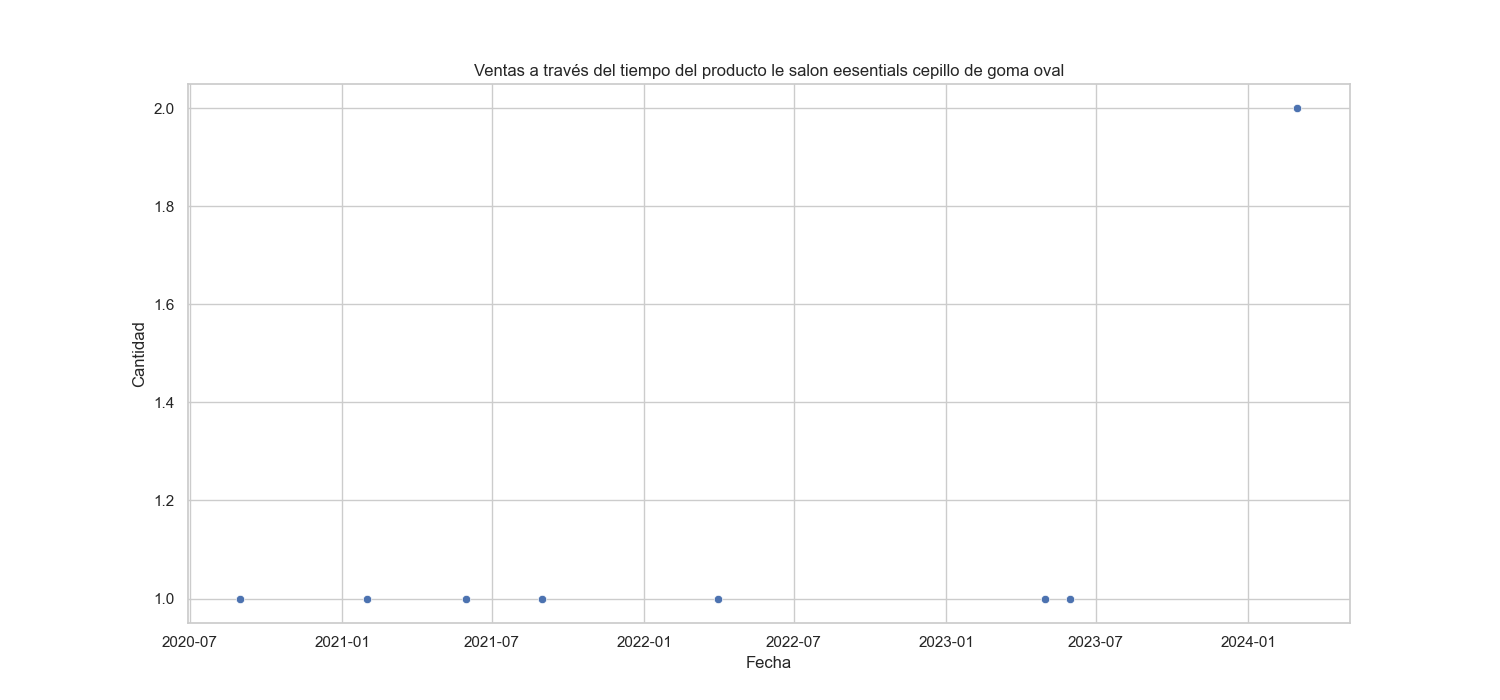 Ventas a través del tiempo del producto le salon eesentials cepillo de goma oval
2.0
1.8
1.6
1.4
1.2
1.0
Cantidad
2020-07 2021-01 2021-07 2022-01 2022-07 2023-01 2023-07 2024-01
Fecha